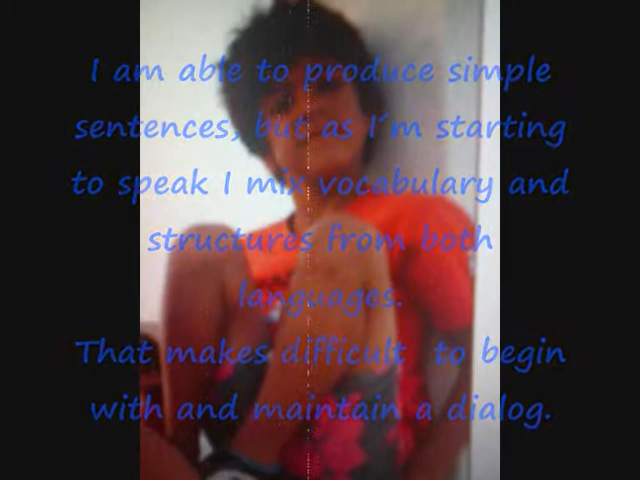 I am able to produce simple
sentences, but as I´m starting
to speak I mix vocabulary and
structures from both
languages.
That makes difficult to begin
with and maintain a dialog.